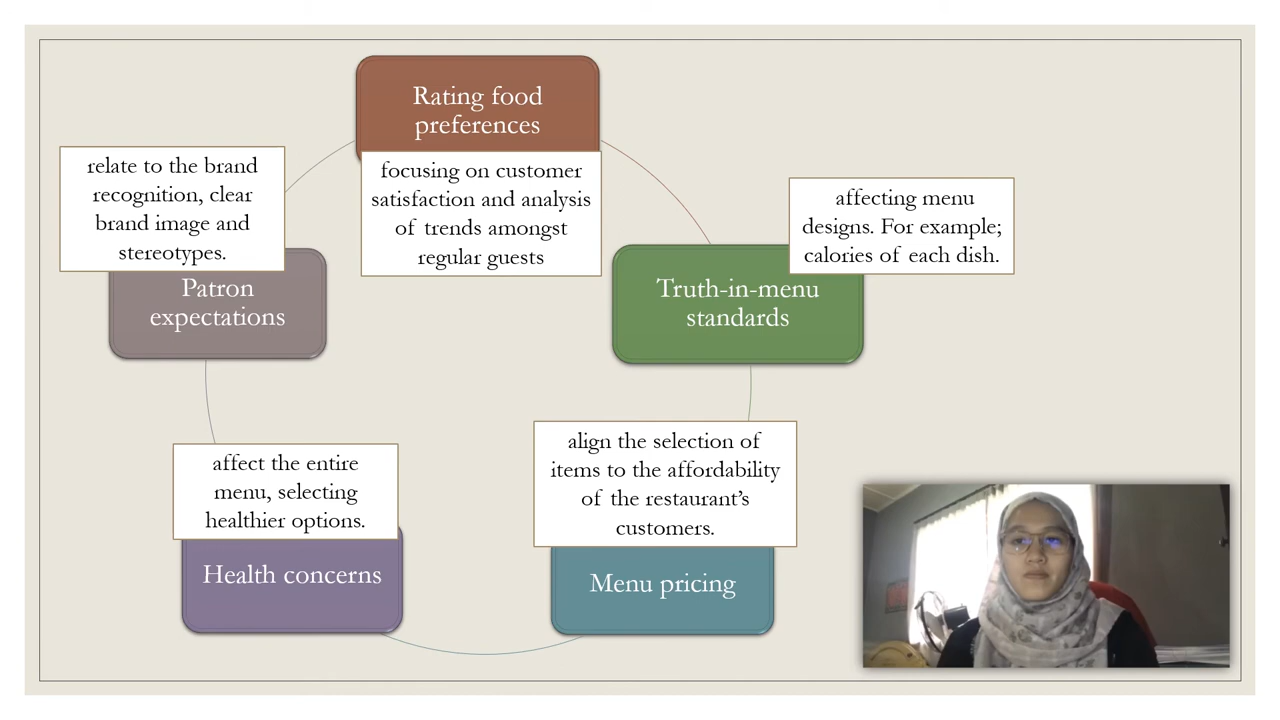 Rating food
preferences
focusing on customer
satisfaction and analysis
of trends amongst
regular guests
affecting menu
designs. For example;
calories of each dish.
Truth-in-menu
standards
align the selection of
items to the affordability
of the restaurant's
customers.
Menu pricing
affect the entire
menu, selecting
healthier options.
Health concerns
relate to the brand
recognition, clear
brand image and
stereotypes.
Patron
expectations